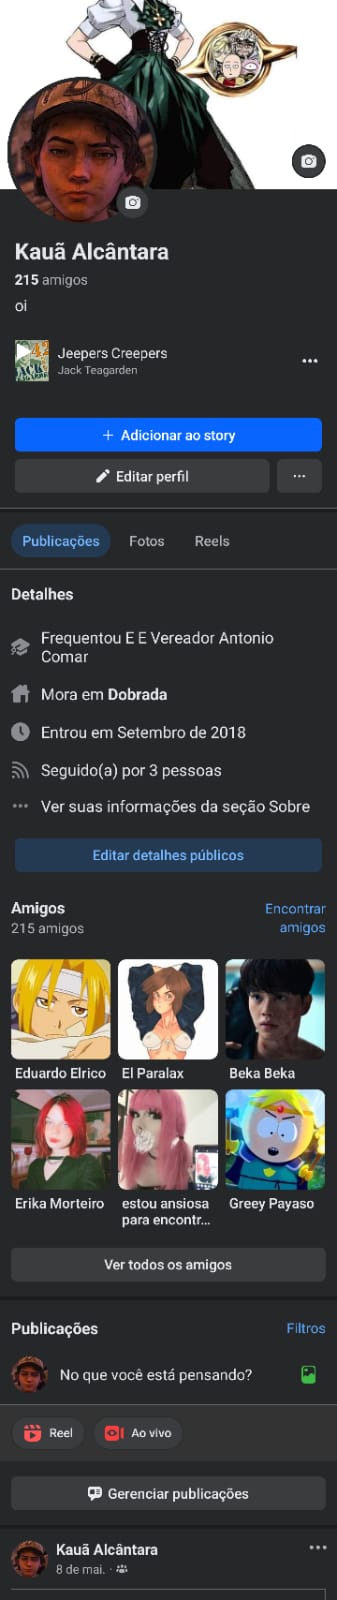 Kauã Alcântara
215 amigos
oi
Jeepers Creepers
Jack Teagarden
+ Adicionar ao story
Editar perfil
Publicações Fotos Reels
Detalhes
Frequentou E E Vereador Antonio
Comar
Mora em Dobrada
Entrou em Setembro de 2018
Seguido(a) por 3 pessoas
Ver suas informações da seção Sobre
Editar detalhes públicos
Amigos
215 amigos
Encontrar
amigos
Eduardo Elrico El Paralax Beka Beka
Erika Morteiro estou ansiosa
para encontr... Greey Payaso
Ver todos os amigos
Publicações Filtros
No que você está pensando?
Reel Ao vivo
Gerenciar publicações
Kauã Alcântara
8 de mai. ·